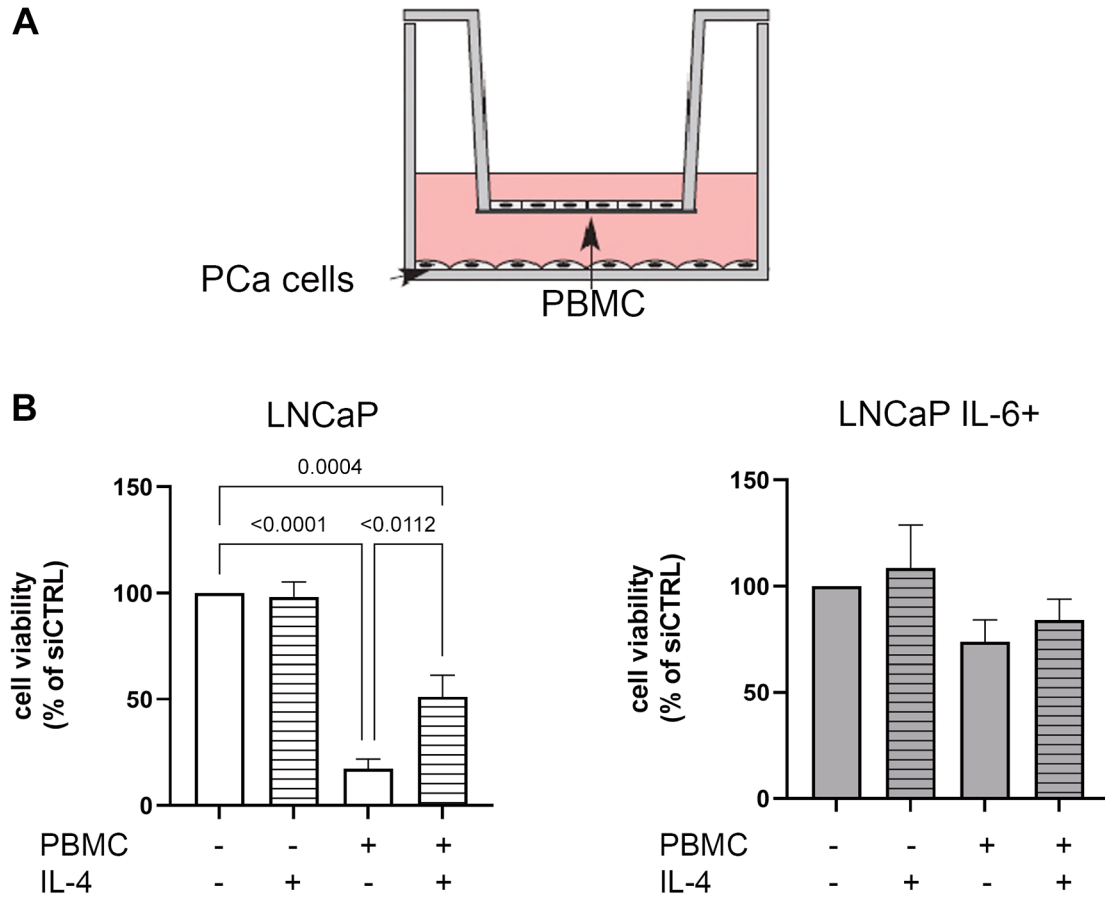 A
PCa cells
PBMC
B
LNCaP
0.0004
<0.0001 <0.0112
cell viability
(% of siCTRL)
150
100
50
0
PBMC - - + +
IL-4 - + - +
LNCaP IL-6+
cell viability
(% of siCTRL)
150
100
50
0
PBMC - - + +
IL-4 - + - +